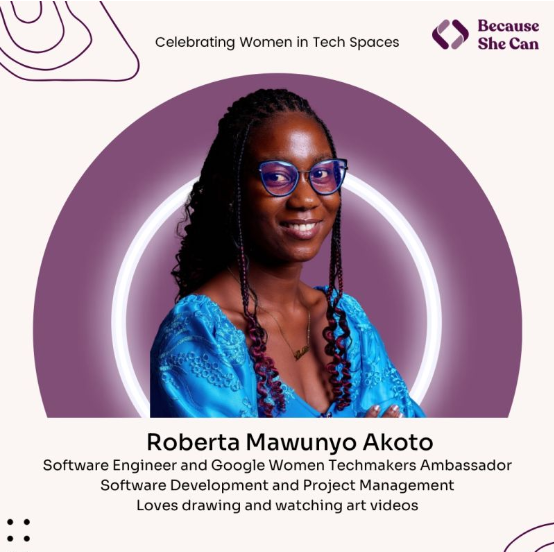 Celebrating Women in Tech Spaces
Because
She Can
Roberta Mawunyo Akoto
Software Engineer and Google Women Techmakers Ambassador
Software Development and Project Management
Loves drawing and watching art videos